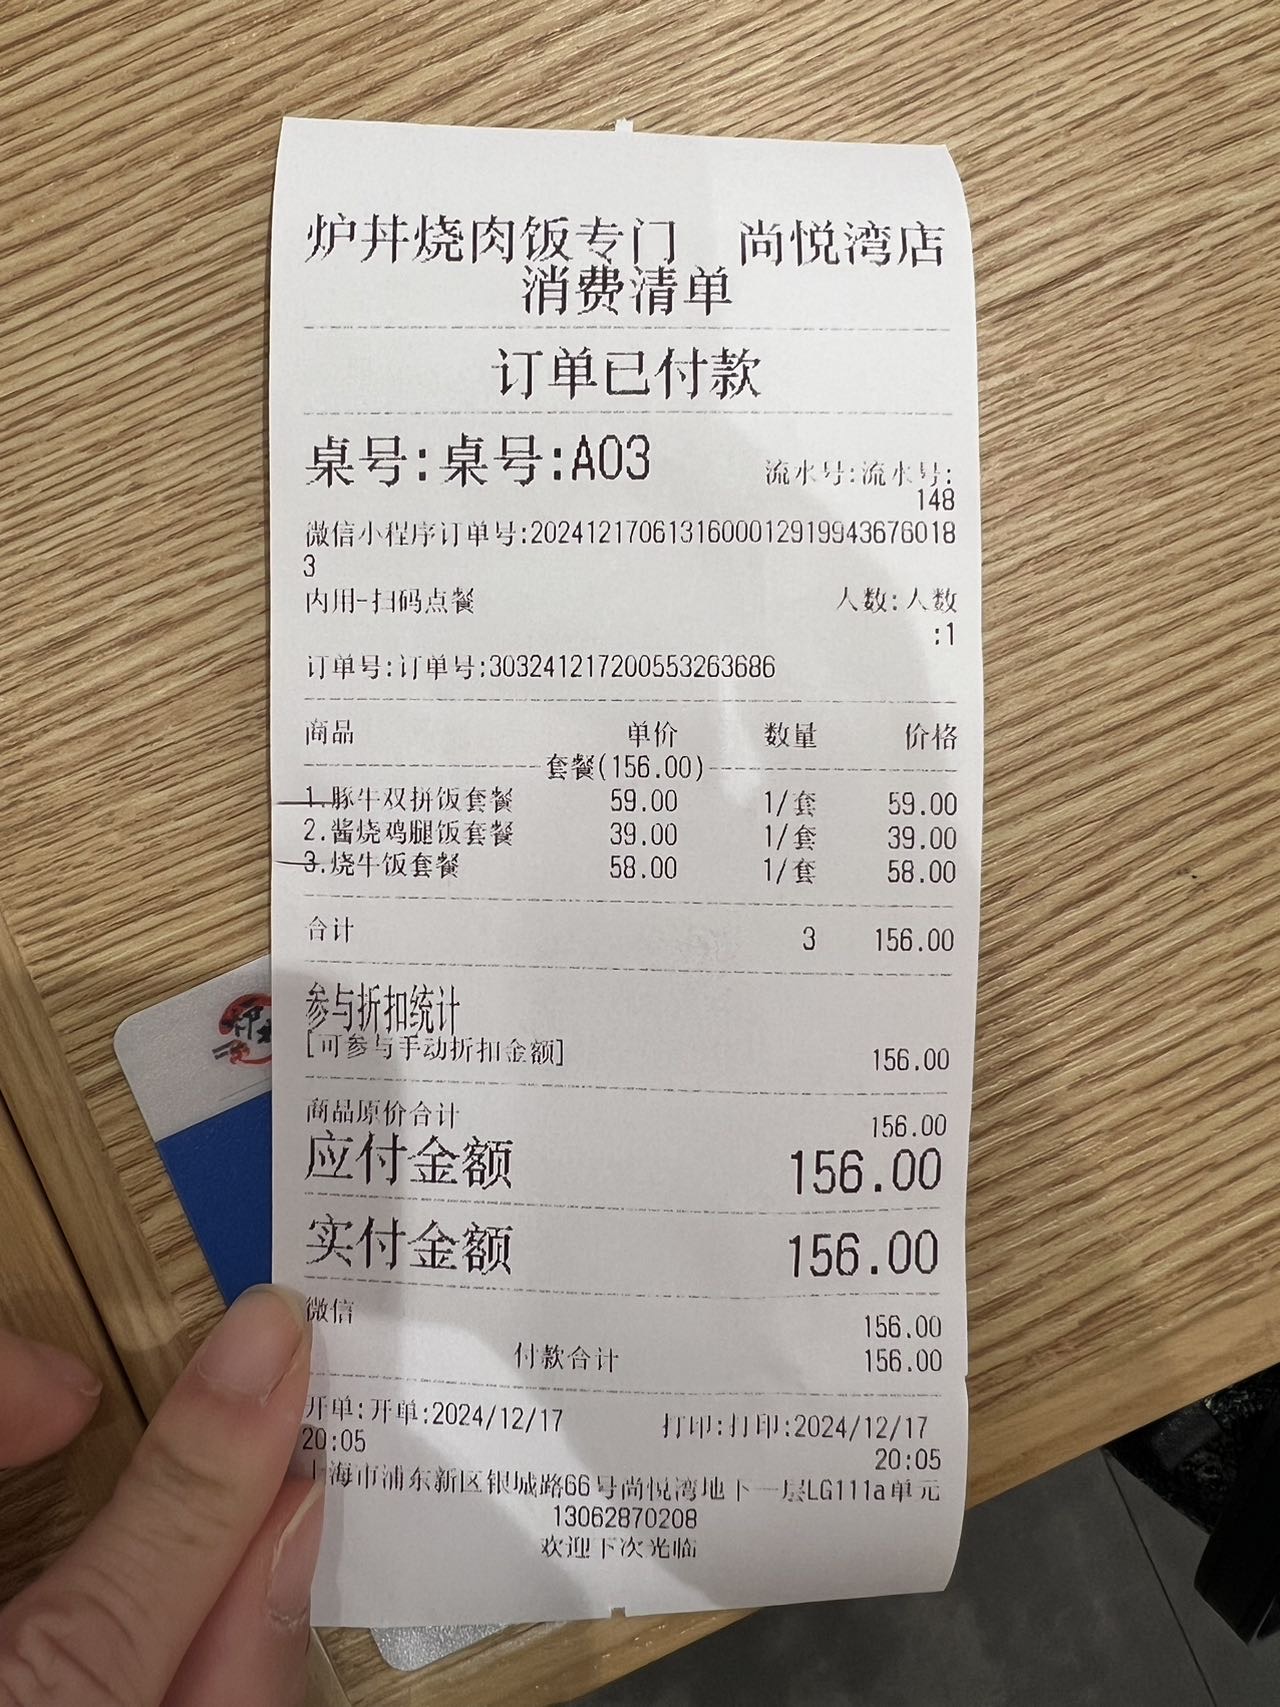 炉丼烧肉饭专门 尚悦湾店
消费清单
订单已付款
桌号:桌号:A03 流水号:流水号:
148
微信小程序订单号:2024121706131600012919943676018
3
内用-扫码点餐 人数:人数
:1
订单号:订单号:303241217200553263686
商品 单价 数量 价格
套餐(156.00)
1.豚牛双拼饭套餐 59.00 1/套 59.00
2.酱烧鸡腿饭套餐 39.00 1/套 39.00
3.烧牛饭套餐 58.00 1/套 58.00
合计 3 156.00
参与折扣统计
[可参与手动折扣金额] 156.00
商品原价合计 156.00
应付金额 156.00
实付金额 156.00
微信 156.00
付款合计 156.00
开单:开单:2024/12/17 打印:打印:2024/12/17
20:05 20:05
上海市浦东新区银城路66号尚悦湾地下一层LG111a单元
13062870208
欢迎下次光临